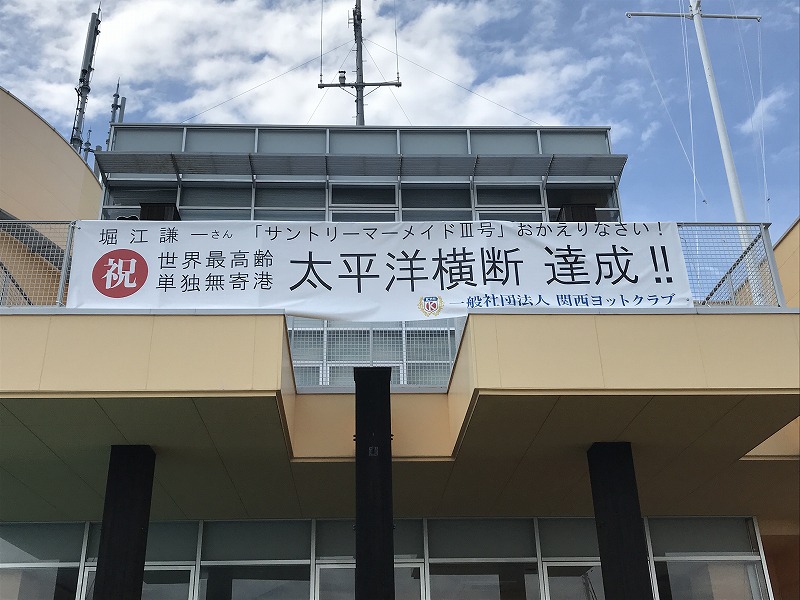 堀江謙一さん 「サントリーマーメイドⅢ号」おかえりなさい！
祝
世界最高齢
単独無寄港
太平洋横断 達成!!
一般社団法人 関西ヨットクラブ